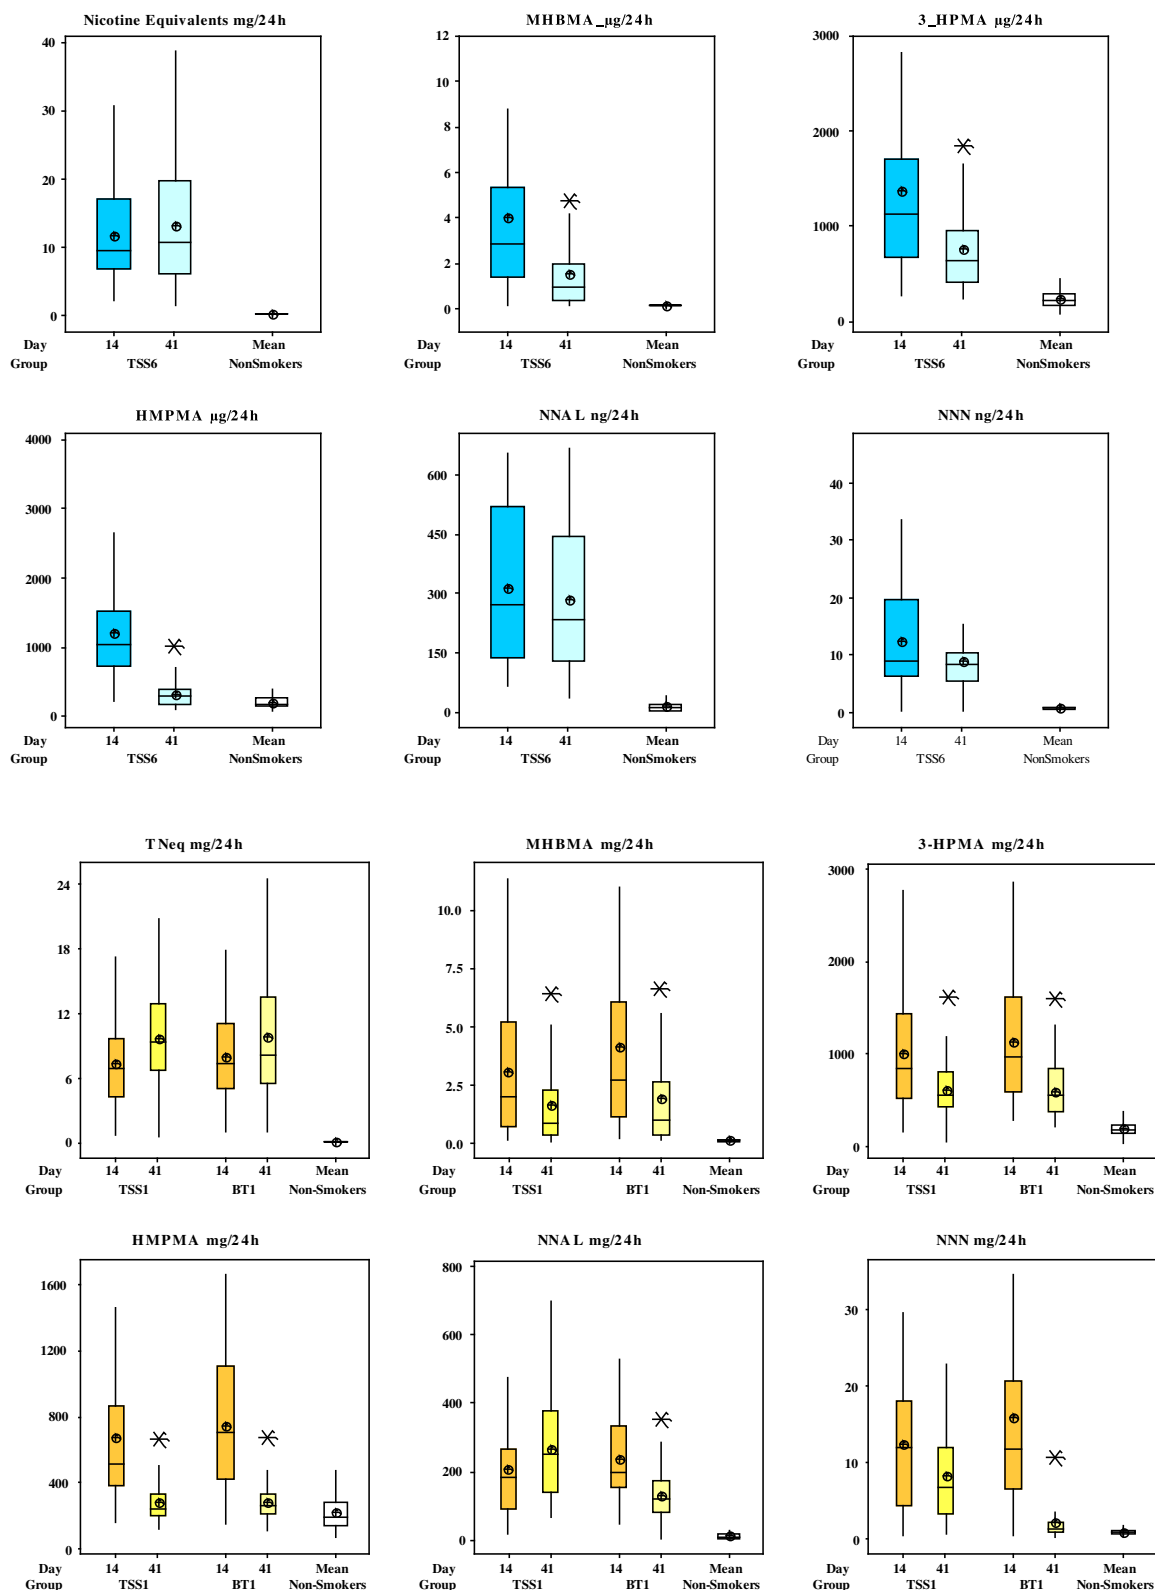 Nicotine Equivalents mg/24h
40
30
20
10
0
Day 14 41 Mean
Group TSS6 NonSmokers
MHBMA_µg/24h
12
10
8
6
4
2
0
14 41 Mean
TSS6 NonSmokers
3_HPMA µg/24h
3000
2000
1000
0
Day 14 41 Mean
Group TSS6 NonSmokers
HMPMA µg/24h
4000
3000
2000
1000
0
Day 14 41 Mean
Group TSS6 NonSmokers
NNAL ng/24h
600
450
300
150
0
Day 14 41 Mean
Group TSS6 NonSmokers
NNN ng/24h
40
30
20
10
0
Day 14 41 Mean
Group TSS6 NonSmokers
TNeq mg/24h
24
18
12
6
0
Day 14 41 14 41 Mean
Group TSS1 BT1 Non-Smokers
MHBMA mg/24h
10.0
7.5
5.0
2.5
0.0
Day 14 41 14 41 Mean
Group TSS1 BT1 Non-Smokers
3-HPMA mg/24h
3000
2000
1000
0
Day 14 41 14 41 Mean
Group TSS1 BT1 Non-Smokers
HMPMA mg/24h
1600
1200
800
400
0
Day 14 41 14 41 Mean
Group TSS1 BT1 Non-Smokers
NNAL mg/24h
800
600
400
200
0
Day 14 41 14 41 Mean
Group TSS1 BT1 Non-Smokers
NNN mg/24h
30
20
10
0
Day 14 41 14 41 Mean
Group TSS1 BT1 Non-Smokers